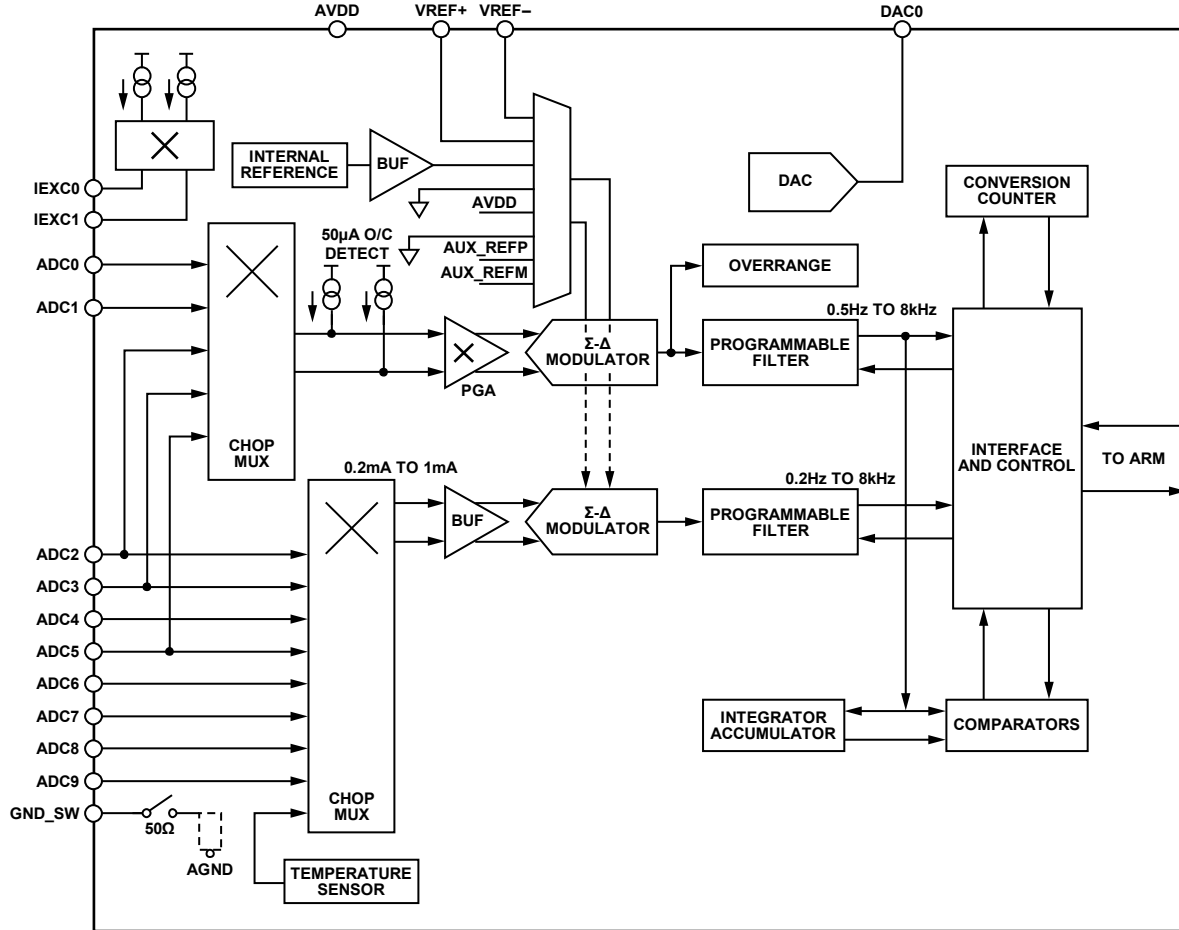 AVDD
VREF+
VREF–
DAC0
INTERNAL
REFERENCE
BUF
AVDD
AUX_REFP
AUX_REFM
DAC
CONVERSION
COUNTER
IEXC0
IEXC1
ADC0
ADC1
50µA O/C
DETECT
OVERRANGE
0.5Hz TO 8kHz
Σ-Δ
MODULATOR
PROGRAMMABLE
FILTER
PGA
CHOP
MUX
INTERFACE
AND CONTROL
TO ARM
0.2mA TO 1mA
0.2Hz TO 8kHz
BUF
Σ-Δ
MODULATOR
PROGRAMMABLE
FILTER
ADC2
ADC3
ADC4
ADC5
ADC6
ADC7
ADC8
ADC9
GND_SW
50Ω
AGND
CHOP
MUX
INTEGRATOR
ACCUMULATOR
COMPARATORS
TEMPERATURE
SENSOR